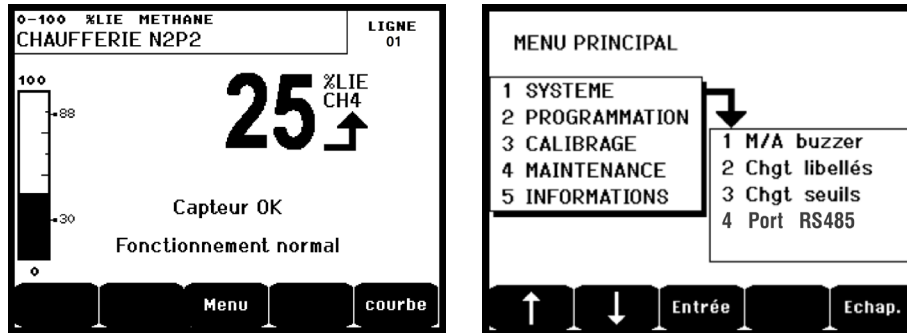 0-100 %LIE METHANE
CHAUFFERIE N2P2
LIGNE
01
100
88
30
0
25
%LIE
CH4
Capteur OK
Fonctionnement normal
Menu
courbe
MENU PRINCIPAL
1 SYSTEME
2 PROGRAMMATION
3 CALIBRAGE
4 MAINTENANCE
5 INFORMATIONS
1 M/A buzzer
2 Chgt libellés
3 Chgt seuils
4 Port RS485
Entrée
Echap.